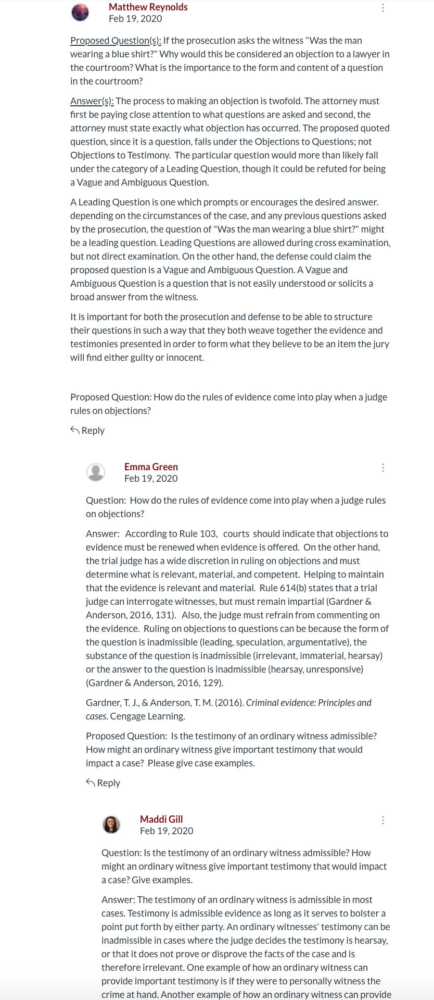 Matthew Reynolds
Feb 19, 2020
Proposed Question(s): If the prosecution asks the witness "Was the man
wearing a blue shirt?" Why would this be considered an objection to a lawyer in
the courtroom? What is the importance to the form and content of a question
in the courtroom?
Answer(s): The process to making an objection is twofold. The attorney must
first be paying close attention to what questions are asked and second, the
attorney must state exactly what objection has occurred. The proposed quoted
question, since it is a question, falls under the Objections to Questions; not
Objections to Testimony.  The particular question would more than likely fall
under the category of a Leading Question, though it could be refuted for being
a Vague and Ambiguous Question.
A Leading Question is one which prompts or encourages the desired answer.
depending on the circumstances of the case, and any previous questions asked
by the prosecution, the question of "Was the man wearing a blue shirt?" might
be a leading question. Leading Questions are allowed during cross examination,
but not direct examination. On the other hand, the defense could claim the
proposed question is a Vague and Ambiguous Question. A Vague and
Ambiguous Question is a question that is not easily understood or solicits a
broad answer from the witness.
It is important for both the prosecution and defense to be able to structure
their questions in such a way that they both weave together the evidence and
testimonies presented in order to form what they believe to be an item the jury
will find either guilty or innocent.
Proposed Question: How do the rules of evidence come into play when a judge
rules on objections?
Reply
Emma Green
Feb 19, 2020
Question:  How do the rules of evidence come into play when a judge rules
on objections?
Answer:  According to Rule 103,  courts  should indicate that objections to
evidence must be renewed when evidence is offered.  On the other hand,
the trial judge has a wide discretion in ruling on objections and must
determine what is relevant, material, and competent.  Helping to maintain
that the evidence is relevant and material.  Rule 614(b) states that a trial
judge can interrogate witnesses, but must remain impartial (Gardner &
Anderson, 2016, 131).   Also, the judge must refrain from commenting on
the evidence.  Ruling on objections to questions can be because the form of
the question is inadmissible (leading, speculation, argumentative), the
substance of the question is inadmissible (irrelevant, immaterial, hearsay)
or the answer to the question is inadmissible (hearsay, unresponsive)
(Gardner & Anderson, 2016, 129).
Gardner, T. J., & Anderson, T. M. (2016). Criminal evidence: Principles and
cases. Cengage Learning.
Proposed Question:  Is the testimony of an ordinary witness admissible?
How might an ordinary witness give important testimony that would
impact a case?  Please give case examples.
Reply
Maddi Gill
Feb 19, 2020
Question: Is the testimony of an ordinary witness admissible? How
might an ordinary witness give important testimony that would impact
a case? Give examples.
Answer: The testimony of an ordinary witness is admissible in most
cases. Testimony is admissible evidence as long as it serves to bolster a
point put forth by either party. An ordinary witnesses' testimony can be
inadmissible in cases where the judge decides the testimony is hearsay,
or that it does not prove or disprove the facts of the case and is
therefore irrelevant. One example of how an ordinary witness can
provide important testimony is if they were to personally witness the
crime at hand. Another example of how an ordinary witness can provide